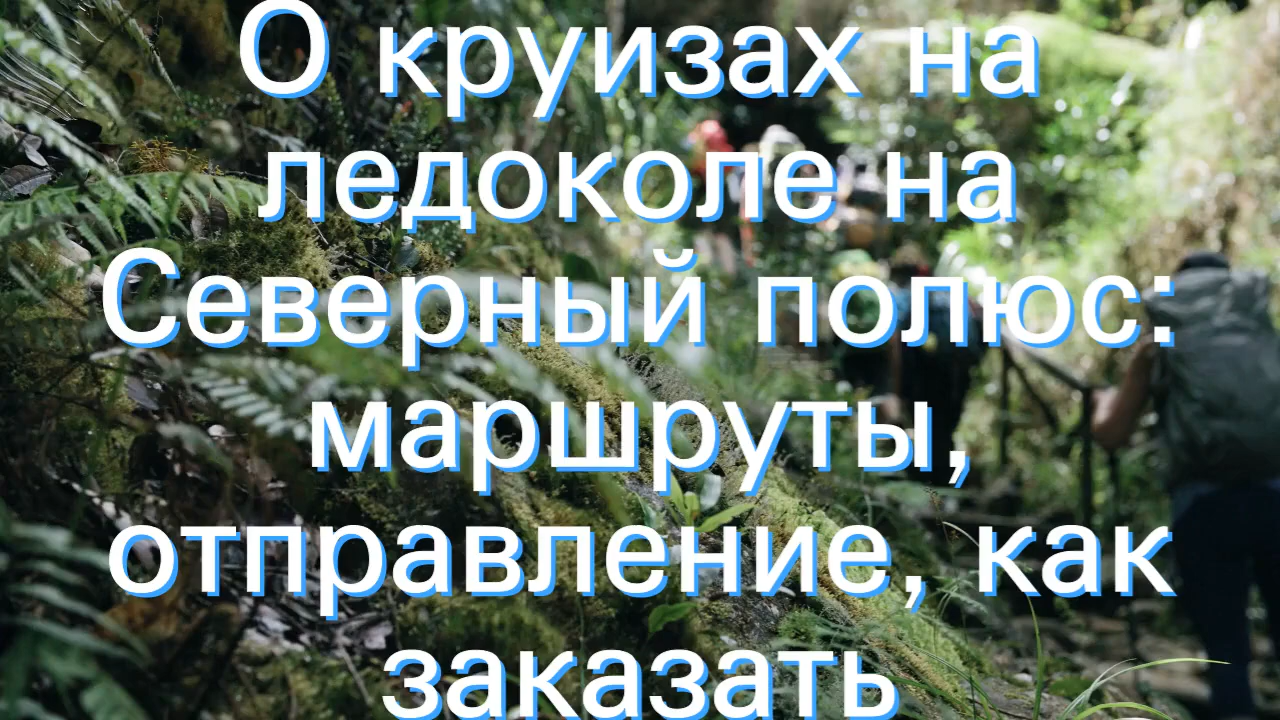 О круизах на
ледоколе на
Северный полюс:
маршруты,
отправление, как
заказать